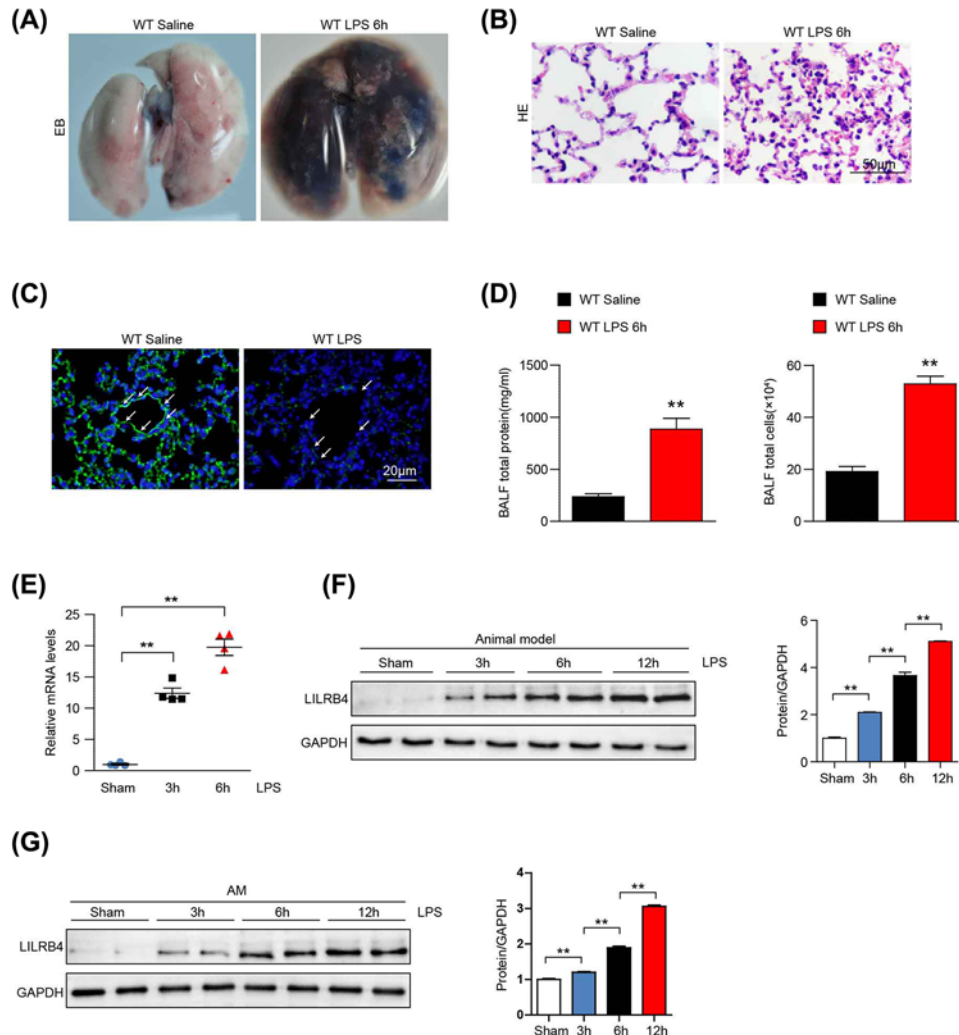 (A)
WT Saline WT LPS 6h
EB
(B)
WT Saline WT LPS 6h
HE
50μm
(C)
WT Saline WT LPS
20μm
(D)
WT Saline
WT LPS 6h
BALF total protein(mg/ml)
1500
1000
500
0
**
WT Saline
WT LPS 6h
BALF total cells(×10⁴)
60
40
20
0
**
(E)
Relative mRNA levels
25
20
15
10
5
0
**
**
Sham 3h 6h LPS
(F)
Animal model
Sham 3h 6h 12h LPS
LILRB4
GAPDH
Protein/GAPDH
6
4
2
0
** ** **
Sham 3h 6h 12h
(G)
AM
Sham 3h 6h 12h LPS
LILRB4
GAPDH
Protein/GAPDH
4
3
2
1
0
** ** **
Sham 3h 6h 12h